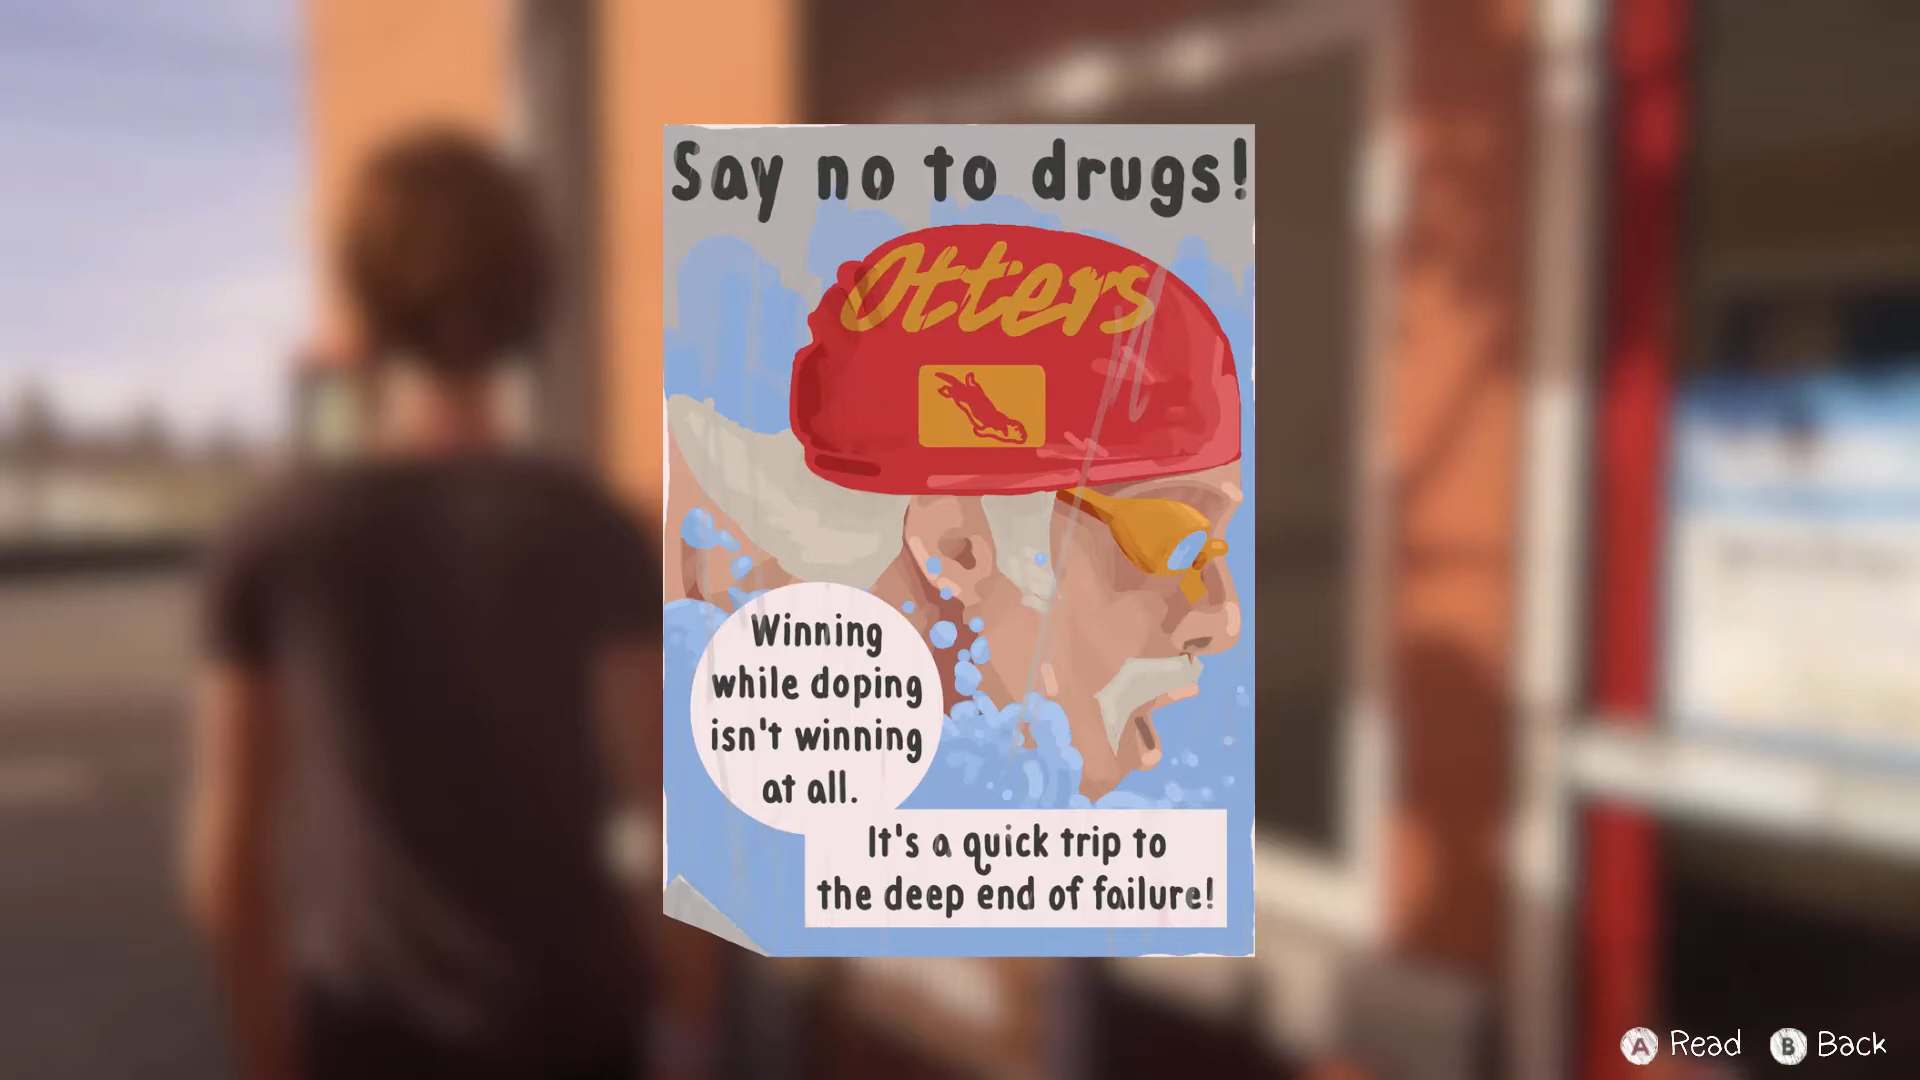 Say no to drugs!
Otters
Winning
while doping
isn't winning
at all.
It's a quick trip to
the deep end of failure!
A Read B Back